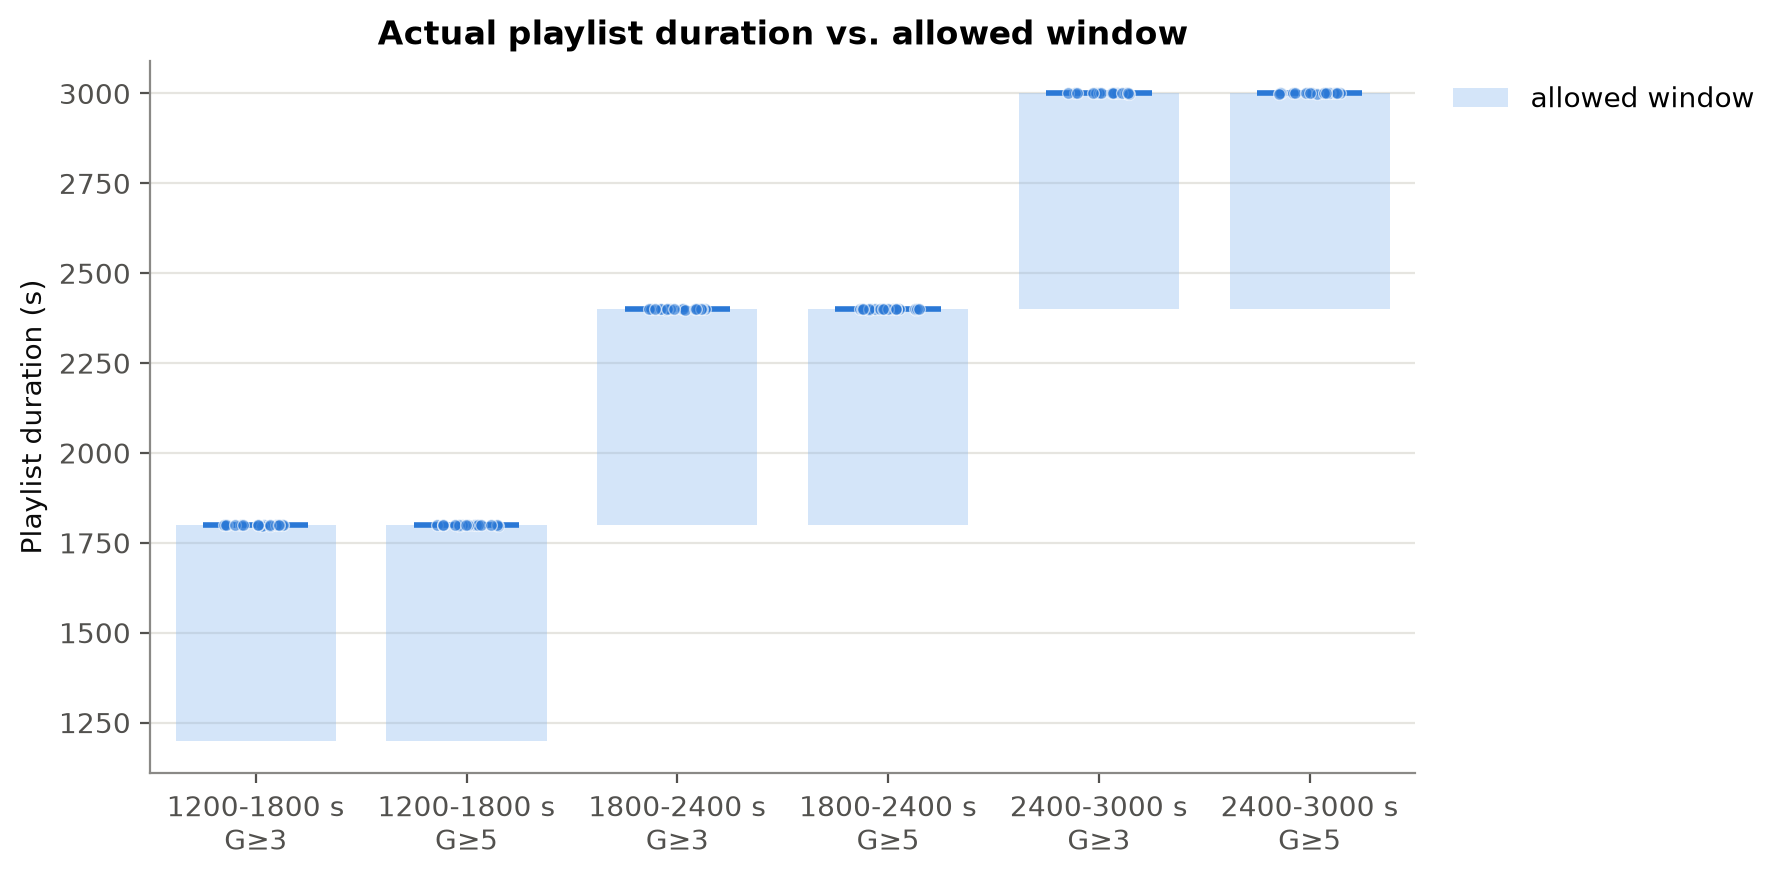 Actual playlist duration vs. allowed window
allowed window
Playlist duration (s)
3000
2750
2500
2250
2000
1750
1500
1250
1200-1800 s
G≥3
1200-1800 s
G≥5
1800-2400 s
G≥3
1800-2400 s
G≥5
2400-3000 s
G≥3
2400-3000 s
G≥5